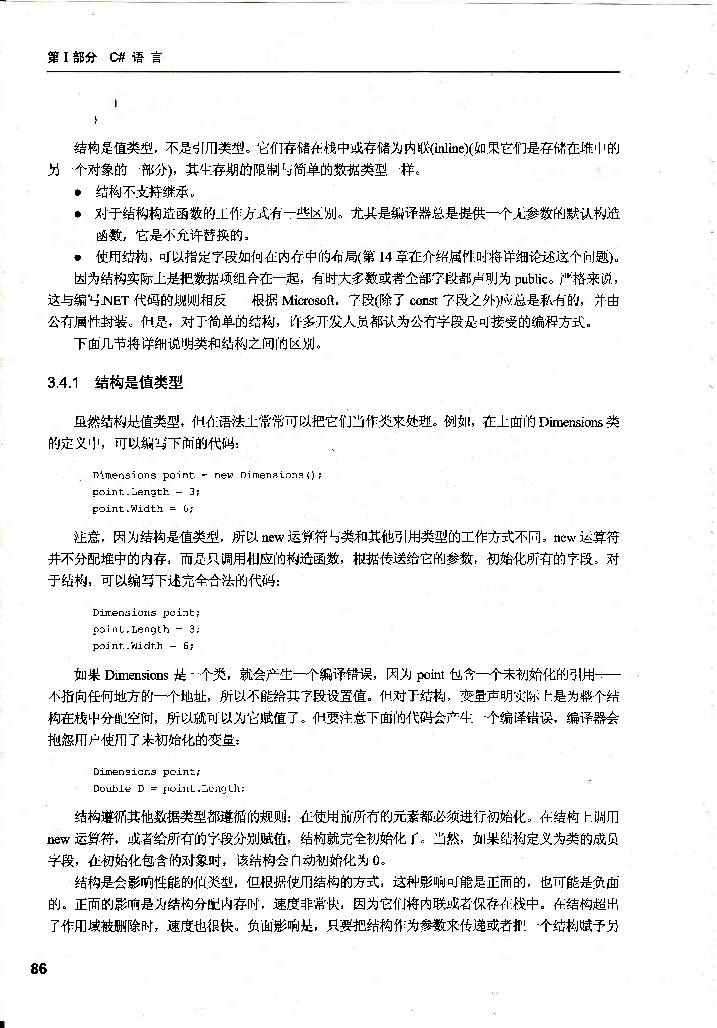 第 I 部分 C# 语 言
}
}
结构是值类型，不是引用类型。它们存储在栈中或存储为内联(inline)(如果它们是存储在堆中的
另一个对象的一部分)，其生存期的限制与简单的数据类型一样。
● 结构不支持继承。
● 对于结构构造函数的工作方式有一些区别。尤其是编译器总是提供一个无参数的默认构造
函数，它是不允许替换的。
● 使用结构，可以指定字段如何在内存中的布局(第 14 章在介绍属性时将详细论述这个问题)。
因为结构实际上是把数据项组合在一起，有时大多数或者全部字段都声明为 public。严格来说，
这与编写.NET 代码的规则相反——根据 Microsoft，字段(除了 const 字段之外)应总是私有的，并由
公有属性封装。但是，对于简单的结构，许多开发人员都认为公有字段是可接受的编程方式。
下面几节将详细说明类和结构之间的区别。
3.4.1 结构是值类型
虽然结构是值类型，但在语法上常常可以把它们当作类来处理。例如，在上面的 Dimensions 类
的定义中，可以编写下面的代码：
Dimensions point = new Dimensions();
point.Length = 3;
point.Width = 6;
注意，因为结构是值类型，所以 new 运算符与类和其他引用类型的工作方式不同。new 运算符
并不分配堆中的内存，而是只调用相应的构造函数，根据传送给它的参数，初始化所有的字段。对
于结构，可以编写下述完全合法的代码：
Dimensions point;
point.Length = 3;
point.Width = 6;
如果 Dimensions 是一个类，就会产生一个编译错误，因为 point 包含一个未初始化的引用——
不指向任何地方的一个地址，所以不能给其字段设置值。但对于结构，变量声明实际上是为整个结
构在栈中分配空间，所以就可以为它赋值了。但要注意下面的代码会产生一个编译错误，编译器会
抱怨用户使用了未初始化的变量：
Dimensions point;
Double D = point.Length;
结构遵循其他数据类型都遵循的规则：在使用前所有的元素都必须进行初始化。在结构上调用
new 运算符，或者给所有的字段分别赋值，结构就完全初始化了。当然，如果结构定义为类的成员
字段，在初始化包含的对象时，该结构会自动初始化为 0。
结构是会影响性能的值类型，但根据使用结构的方式，这种影响可能是正面的，也可能是负面
的。正面的影响是为结构分配内存时，速度非常快，因为它们将内联或者保存在栈中。在结构超出
了作用域被删除时，速度也很快。负面影响是，只要把结构作为参数来传递或者把一个结构赋予另
86